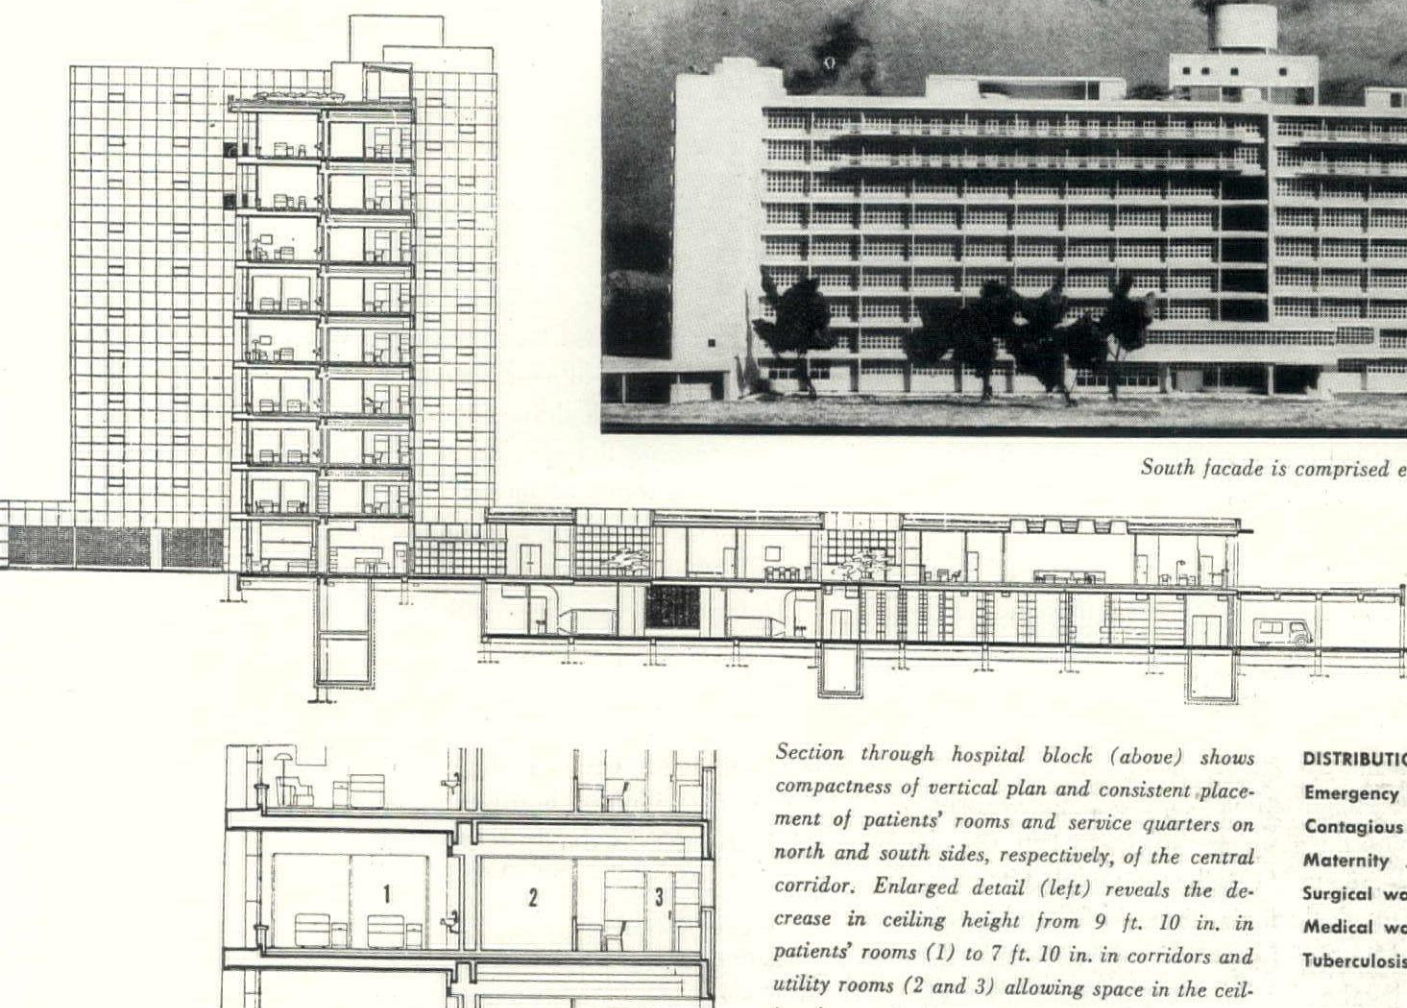 South facade is comprised e
Section through hospital block (above) shows
compactness of vertical plan and consistent place-
ment of patients' rooms and service quarters on
north and south sides, respectively, of the central
corridor. Enlarged detail (left) reveals the de-
crease in ceiling height from 9 ft. 10 in. in
patients' rooms (1) to 7 ft. 10 in. in corridors and
utility rooms (2 and 3) allowing space in the ceil-
1
2
3
DISTRIBUTIO
Emergency
Contagious
Maternity
Surgical wa
Medical wa
Tuberculosis